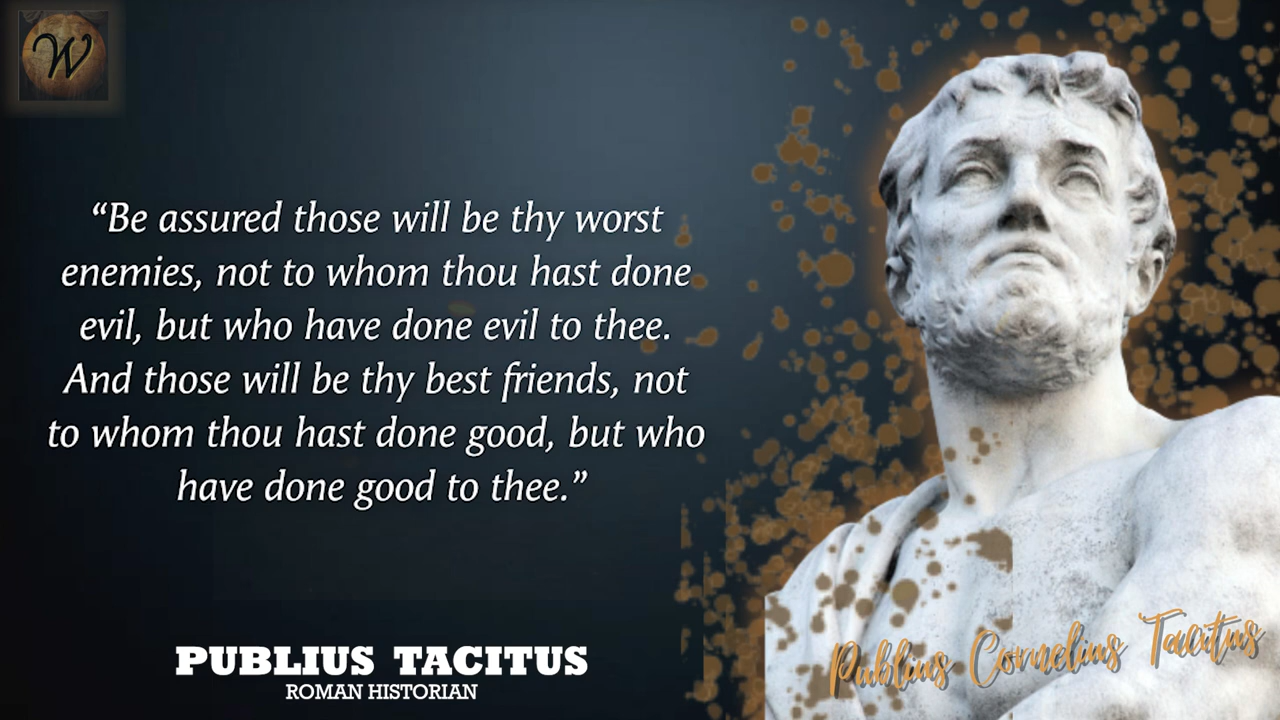 W
“Be assured those will be thy worst
enemies, not to whom thou hast done
evil, but who have done evil to thee.
And those will be thy best friends, not
to whom thou hast done good, but who
have done good to thee.”
PUBLIUS TACITUS
ROMAN HISTORIAN
Publius Cornelius Tacitus